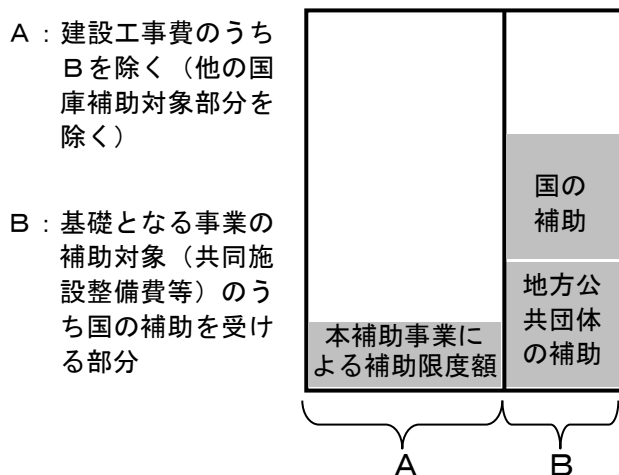 A：建設工事費のうち
Bを除く（他の国
庫補助対象部分を
除く）
B：基礎となる事業の
補助対象（共同施
設整備費等）のう
ち国の補助を受け
る部分
国の
補助
地方公
共団体
の補助
本補助事業に
よる補助限度額
A
B